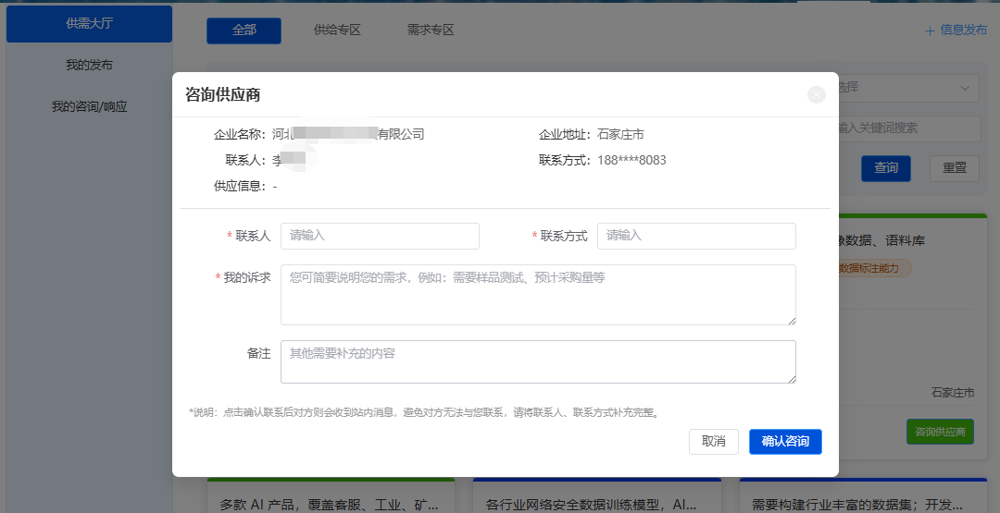 供需大厅
我的发布
我的咨询/响应
全部 供给专区 需求专区 + 信息发布
选择
输入关键词搜索
查询 重置
咨询供应商
企业名称: 河北 有限公司 企业地址: 石家庄市
联系人: 李 联系方式: 188****8083
供应信息: -
* 联系人 请输入 * 联系方式 请输入
* 我的诉求 您可简要说明您的需求，例如：需要样品测试、预计采购量等
备注 其他需要补充的内容
*说明：点击确认联系后对方则会收到站内消息，避免对方无法与您联系，请将联系人、联系方式补充完整。
取消 确认咨询
像数据、语料库
数据标注能力
石家庄市
咨询供应商
多款 AI 产品，覆盖客服、工业、矿... 各行业网络安全数据训练模型，AI... 需要构建行业丰富的数据集；开发...